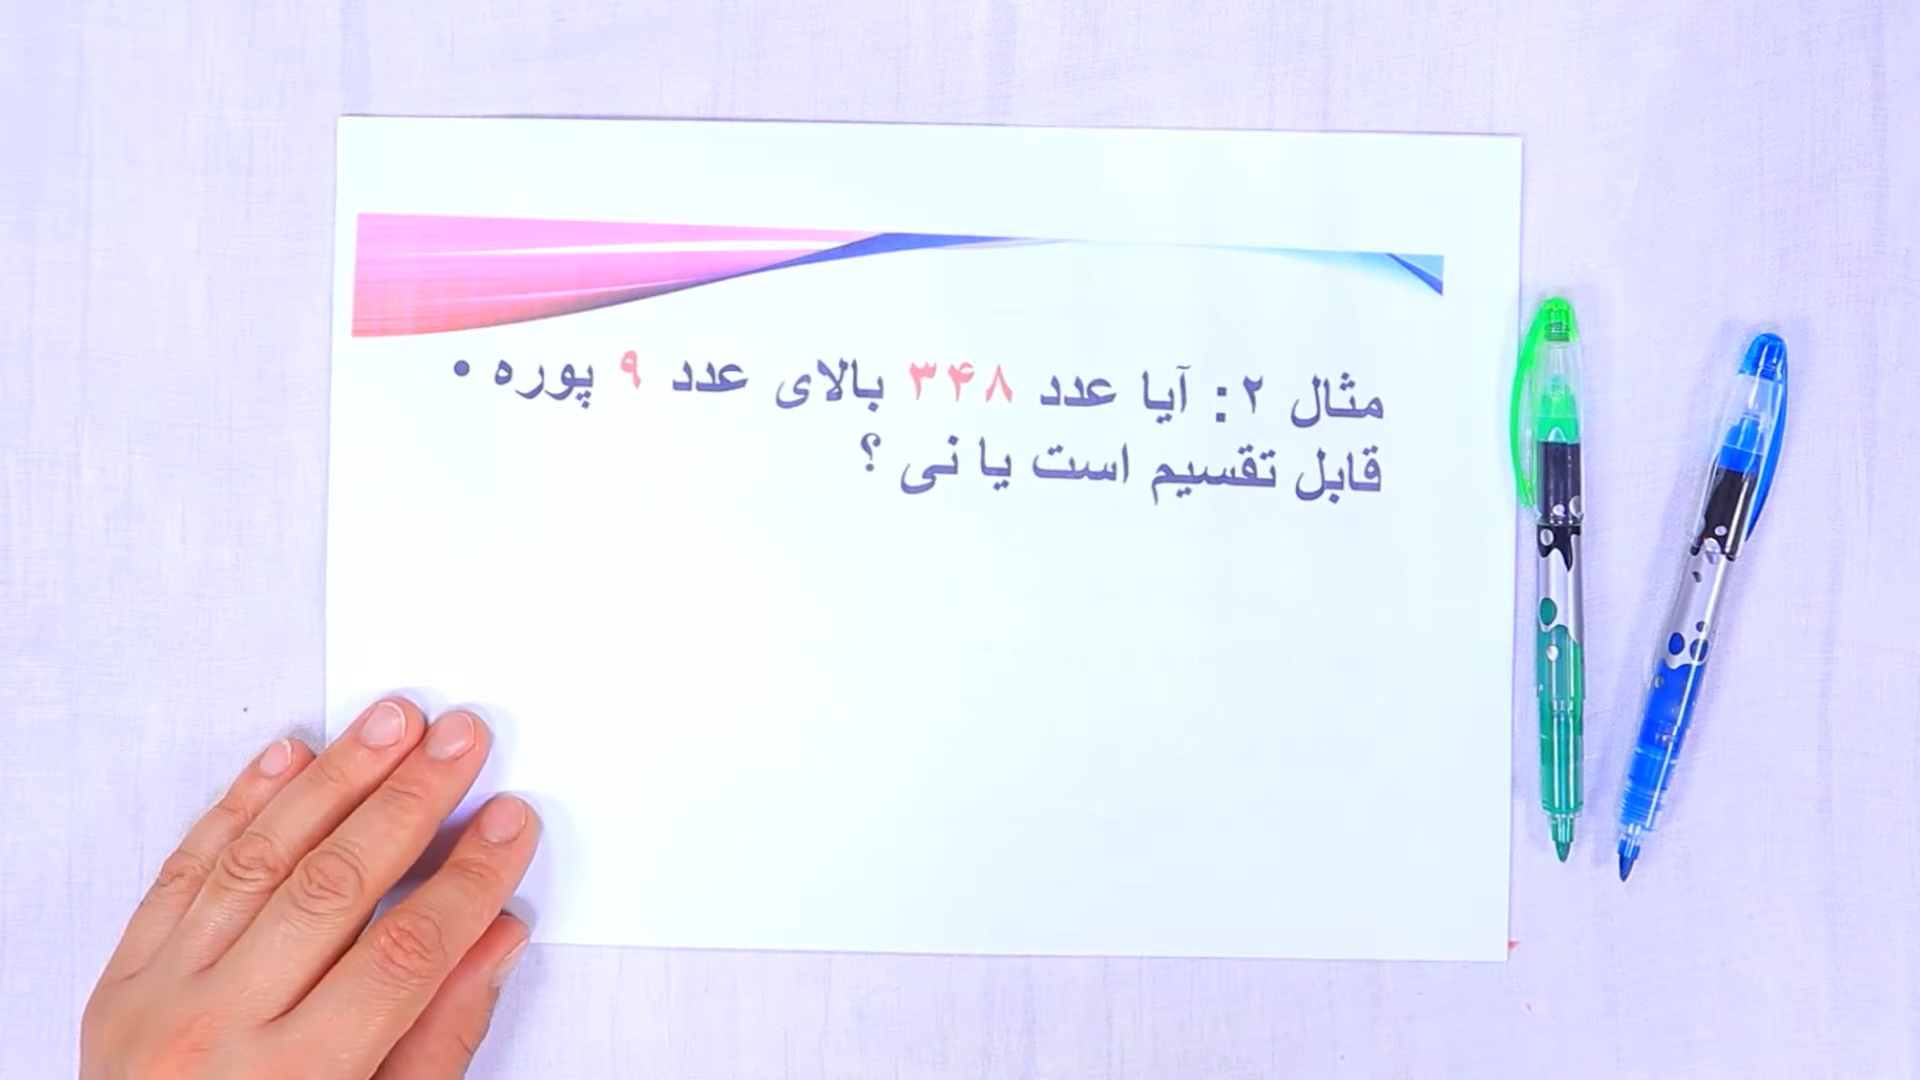 مثال ۲: آیا عدد ۳۴۸ بالای عدد ۹ پوره •
قابل تقسیم است یا نی ؟